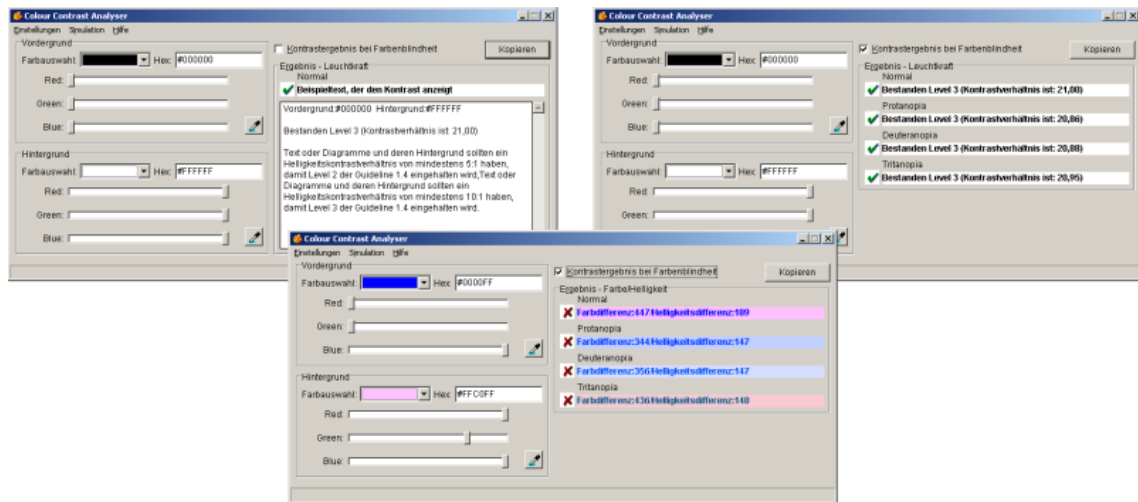 Colour Contrast Analyser
Einstellungen Simulation Hilfe
Vordergrund
Farbauswahl: Hex: #000000
Red:
Green:
Blue:
Hintergrund
Farbauswahl: Hex: #FFFFFF
Red:
Green:
Blue:
Kontrastergebnis bei Farbenblindheit
Kopieren
Ergebnis - Leuchtkraft
Normal
Beispieltext, der den Kontrast anzeigt
Vordergrund:#000000 Hintergrund:#FFFFFF
Bestanden Level 3 (Kontrastverhältnis ist: 21,00)
Text oder Diagramme und deren Hintergrund sollten ein
Helligkeitskontrastverhältnis von mindestens 5:1 haben,
damit Level 2 der Guideline 1.4 eingehalten wird,Text oder
Diagramme und deren Hintergrund sollten ein
Helligkeitskontrastverhältnis von mindestens 10:1 haben,
damit Level 3 der Guideline 1.4 eingehalten wird.
Colour Contrast Analyser
Einstellungen Simulation Hilfe
Vordergrund
Farbauswahl: Hex: #000000
Red:
Green:
Blue:
Hintergrund
Farbauswahl: Hex: #FFFFFF
Red:
Green:
Kontrastergebnis bei Farbenblindheit
Kopieren
Ergebnis - Leuchtkraft
Normal
Bestanden Level 3 (Kontrastverhältnis ist: 21,00)
Protanopia
Bestanden Level 3 (Kontrastverhältnis ist: 20,86)
Deuteranopia
Bestanden Level 3 (Kontrastverhältnis ist: 20,88)
Tritanopia
Bestanden Level 3 (Kontrastverhältnis ist: 20,95)
Colour Contrast Analyser
Einstellungen Simulation Hilfe
Vordergrund
Farbauswahl: Hex: #0000FF
Red:
Green:
Blue:
Hintergrund
Farbauswahl: Hex: #FFC0FF
Red:
Green:
Blue:
Kontrastergebnis bei Farbenblindheit
Kopieren
Ergebnis - Farbe/Helligkeit
Normal
Farbdifferenz:447/Helligkeitsdifferenz:189
Protanopia
Farbdifferenz:344/Helligkeitsdifferenz:147
Deuteranopia
Farbdifferenz:356/Helligkeitsdifferenz:147
Tritanopia
Farbdifferenz:436/Helligkeitsdifferenz:140